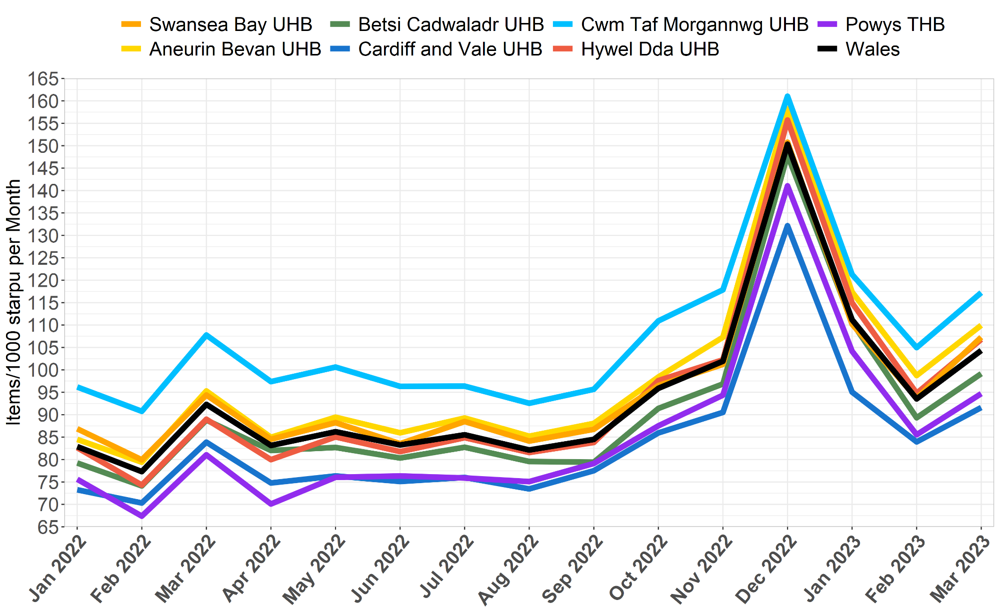 Swansea Bay UHB
Betsi Cadwaladr UHB
Cwm Taf Morgannwg UHB
Powys THB
Aneurin Bevan UHB
Cardiff and Vale UHB
Hywel Dda UHB
Wales
Items/1000 starpu per Month
165
160
155
150
145
140
135
130
125
120
115
110
105
100
95
90
85
80
75
70
65
Jan 2022
Feb 2022
Mar 2022
Apr 2022
May 2022
Jun 2022
Jul 2022
Aug 2022
Sep 2022
Oct 2022
Nov 2022
Dec 2022
Jan 2023
Feb 2023
Mar 2023